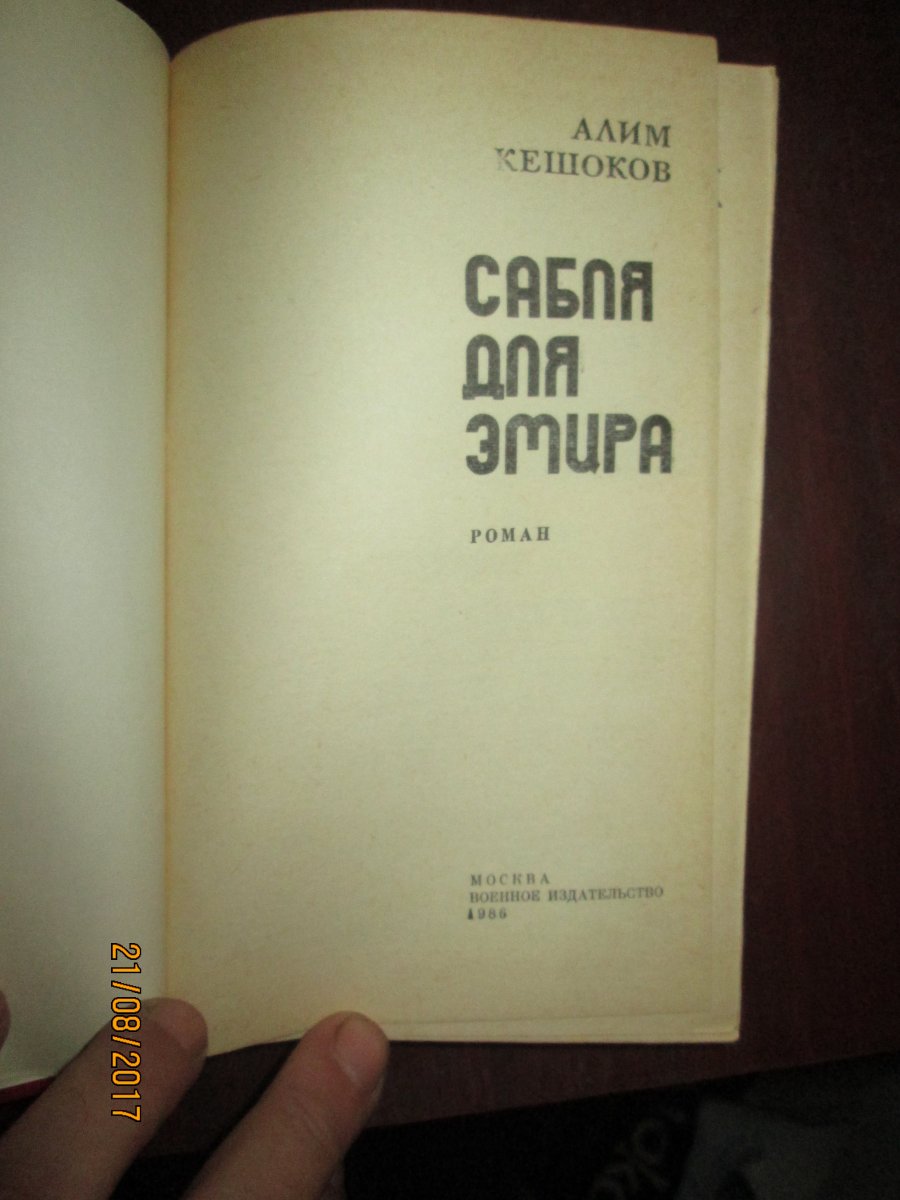 АЛИМ
КЕШОКОВ
САБЛЯ
ДЛЯ
ЭМИРА
РОМАН
МОСКВА
ВОЕННОЕ ИЗДАТЕЛЬСТВО
1986
21/08/2017